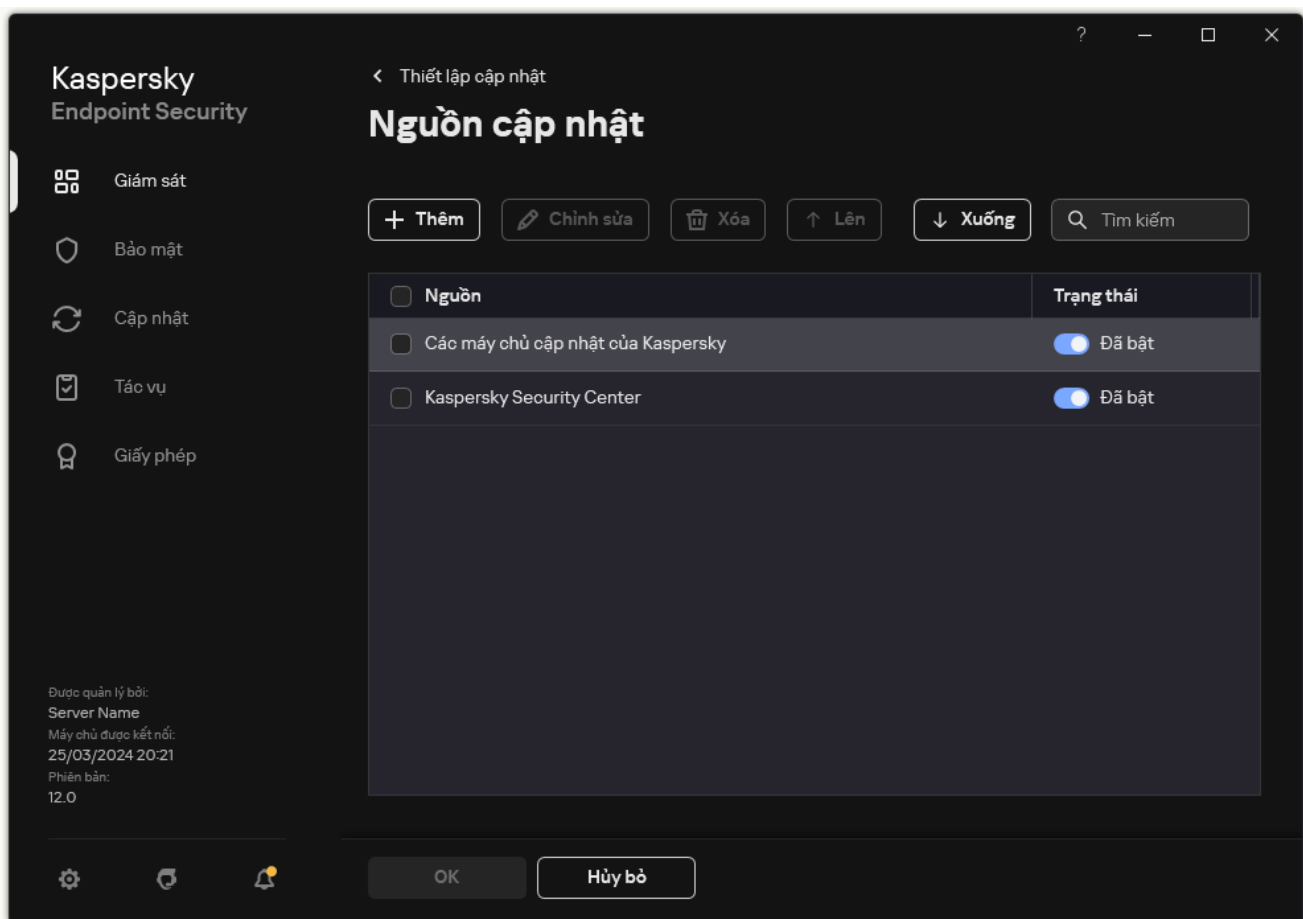 ?
Kaspersky
Endpoint Security
Giám sát
Bảo mật
Cập nhật
Tác vụ
Giấy phép
Được quản lý bởi:
Server Name
Máy chủ được kết nối:
25/03/2024 20:21
Phiên bản:
12.0
Thiết lập cập nhật
Nguồn cập nhật
Thêm Chỉnh sửa Xóa Lên Xuống Tìm kiếm
Nguồn Trạng thái
Các máy chủ cập nhật của Kaspersky Đã bật
Kaspersky Security Center Đã bật
OK Hủy bỏ